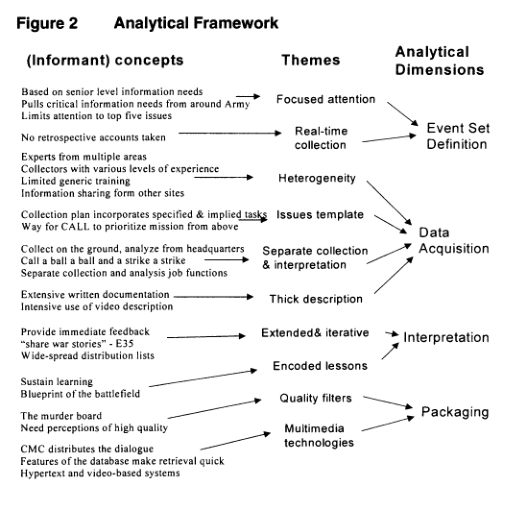 Figure 2 Analytical Framework
(Informant) concepts
Themes
Analytical
Dimensions
Based on senior level information needs
Pulls critical information needs from around Army
Limits attention to top five issues
Focused attention
No retrospective accounts taken
Real-time
collection
Event Set
Definition
Experts from multiple areas
Collectors with various levels of experience
Limited generic training
Information sharing form other sites
Heterogeneity
Collection plan incorporates specified & implied tasks
Way for CALL to prioritize mission from above
Issues template
Collect on the ground, analyze from headquarters
Call a ball a ball and a strike a strike
Separate collection and analysis job functions
Separate collection
& interpretation
Extensive written documentation
Intensive use of video description
Thick description
Data
Acquisition
Provide immediate feedback
“share war stories” - E35
Wide-spread distribution lists
Extended& iterative
Sustain learning
Blueprint of the battlefield
Encoded lessons
Interpretation
The murder board
Need perceptions of high quality
Quality filters
CMC distributes the dialogue
Features of the database make retrieval quick
Hypertext and video-based systems
Multimedia
technologies
Packaging